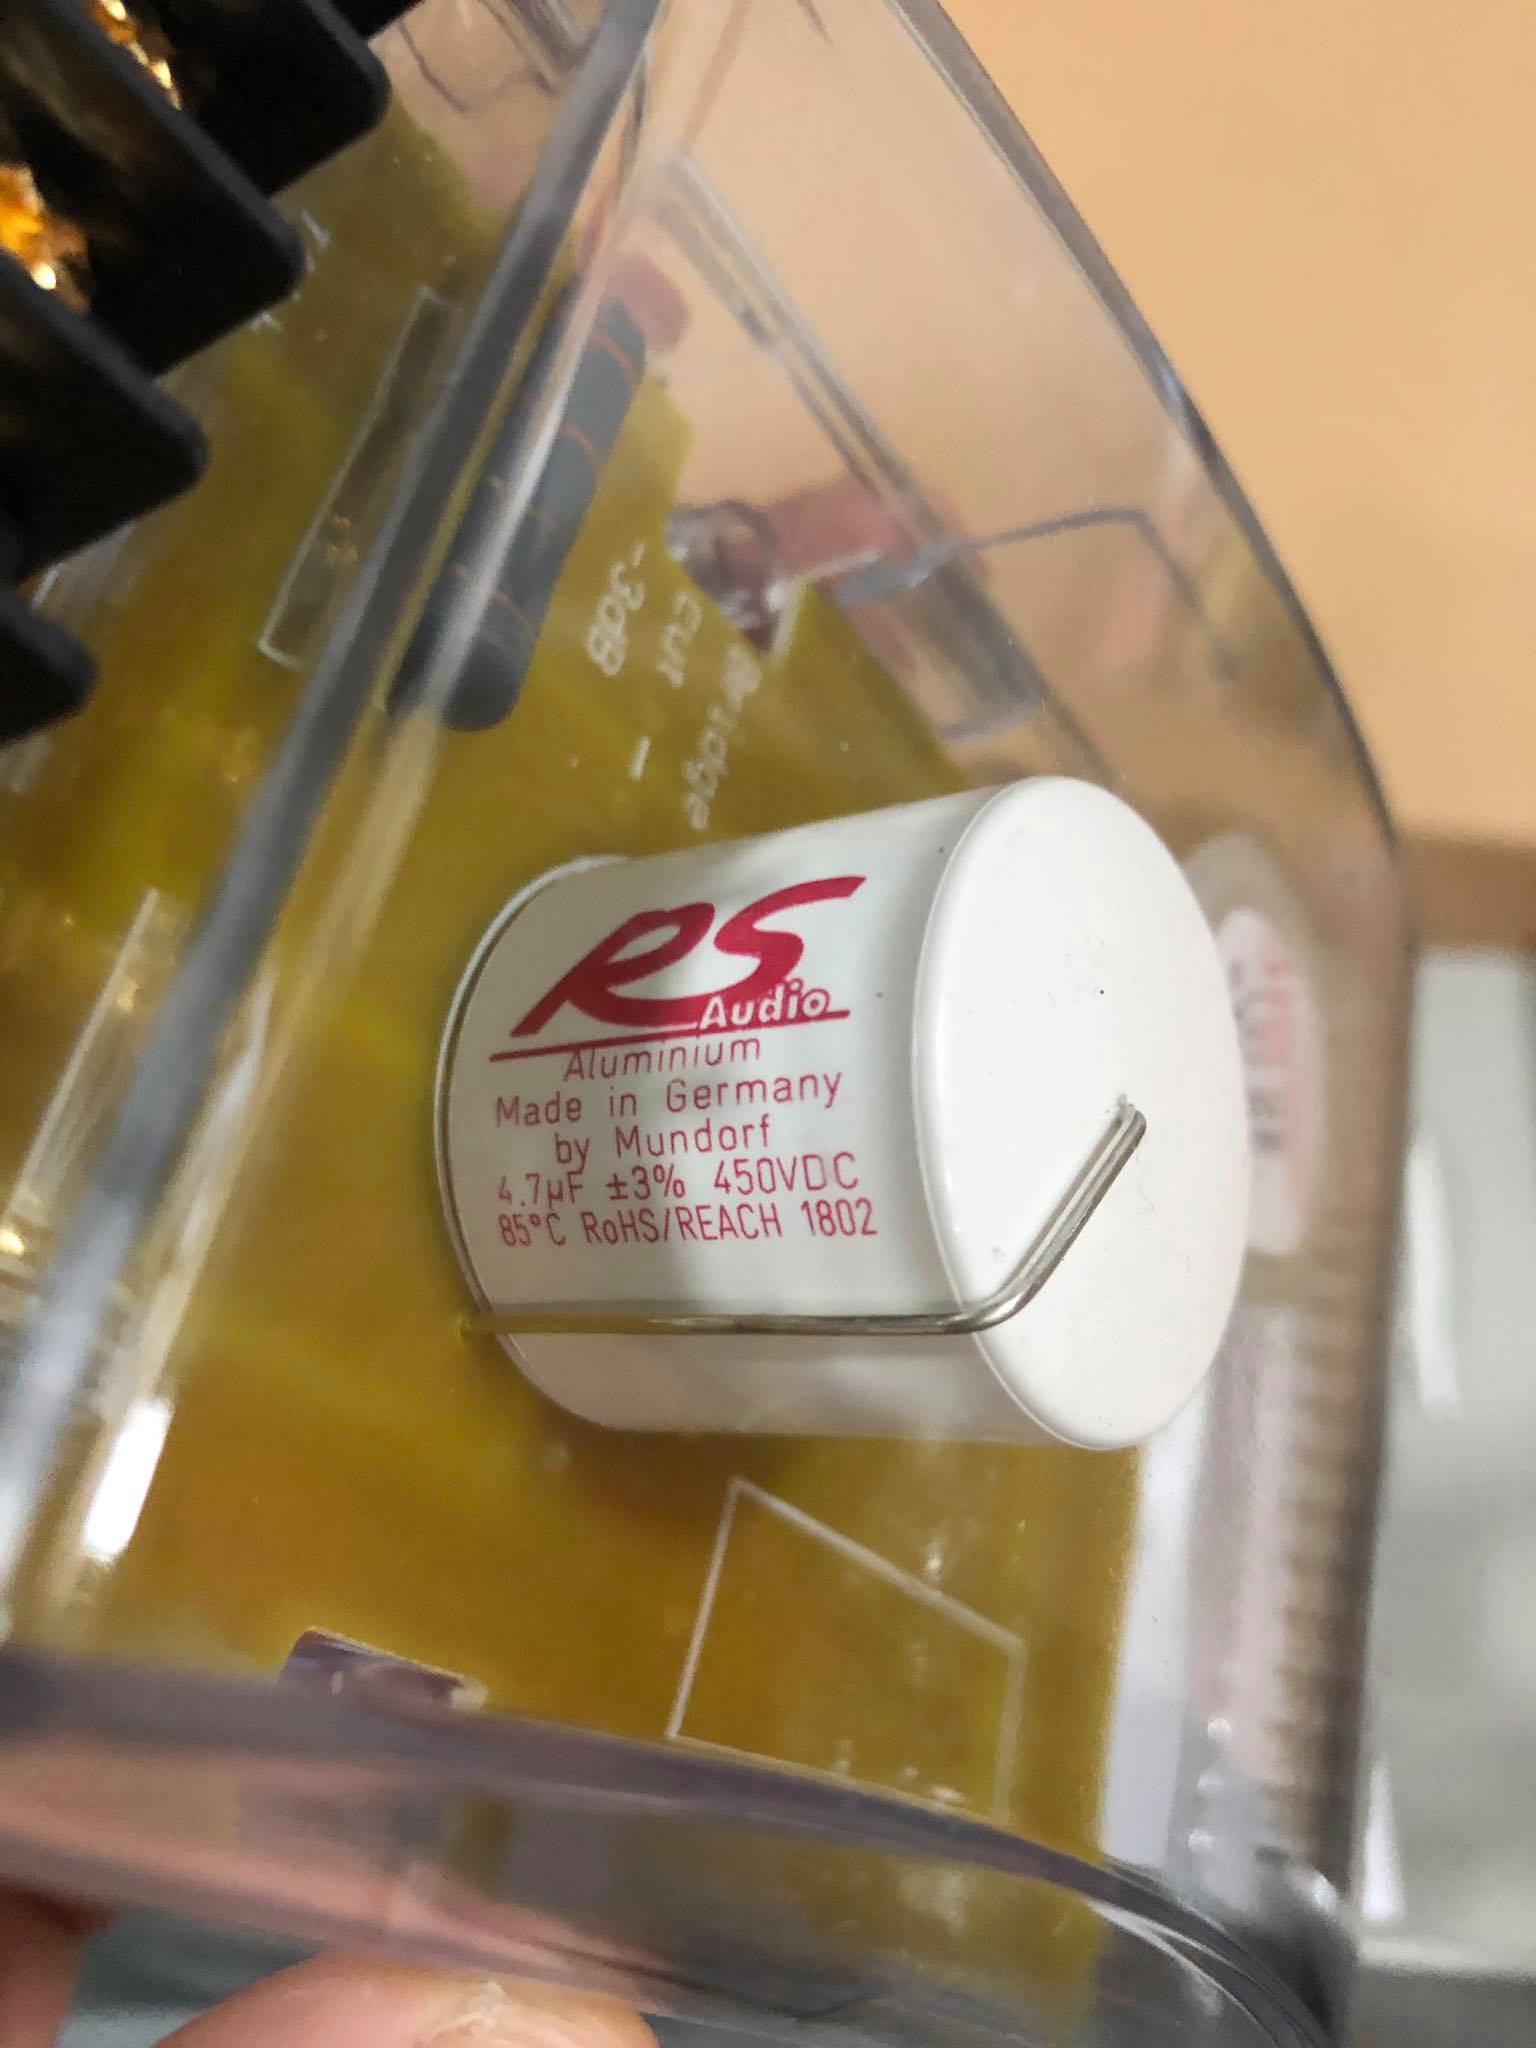 -3dB
CUT -
Bridge
RS
Audio
Aluminium
Made in Germany
by Mundorf
4.7µF ±3% 450VDC
85°C RoHS/REACH 1802